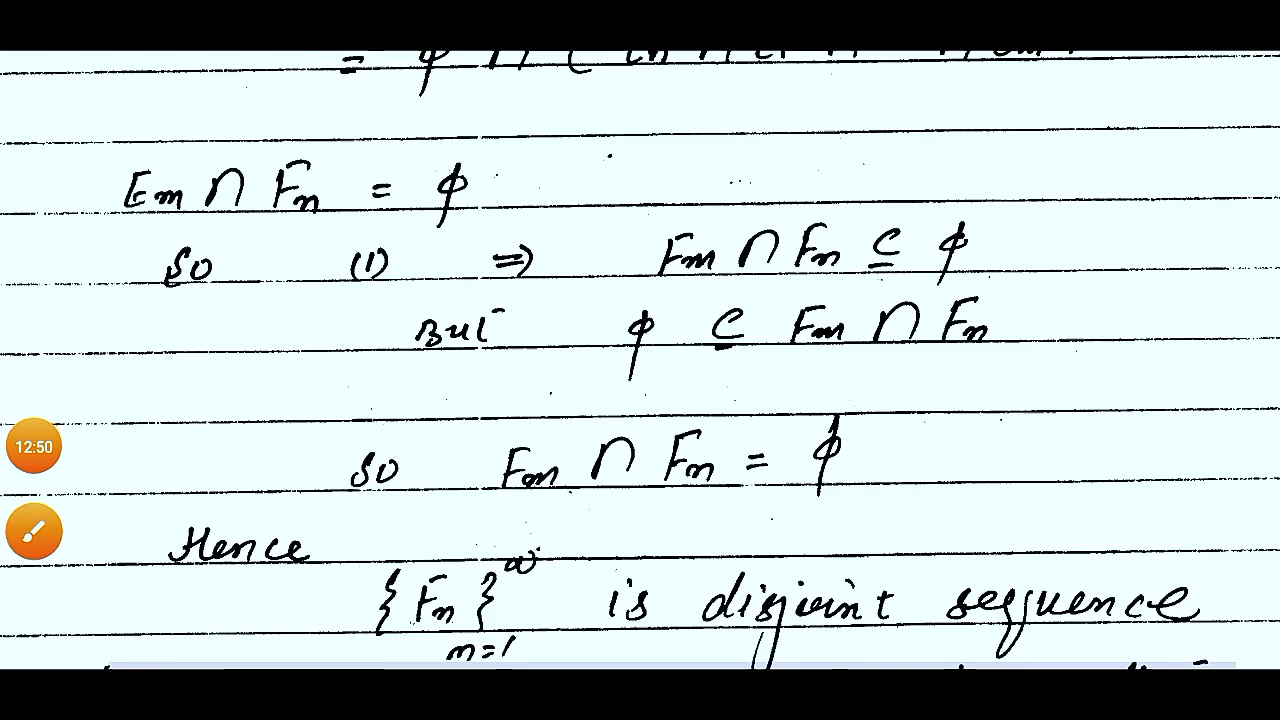 Em ∩ Fn = φ
So (1) ⇒ Fm ∩ Fn ⊆ φ
But φ ⊆ Fm ∩ Fn
12:50
So Fm ∩ Fn = φ
Hence
{Fn}∞n=1 is disjoint sequence